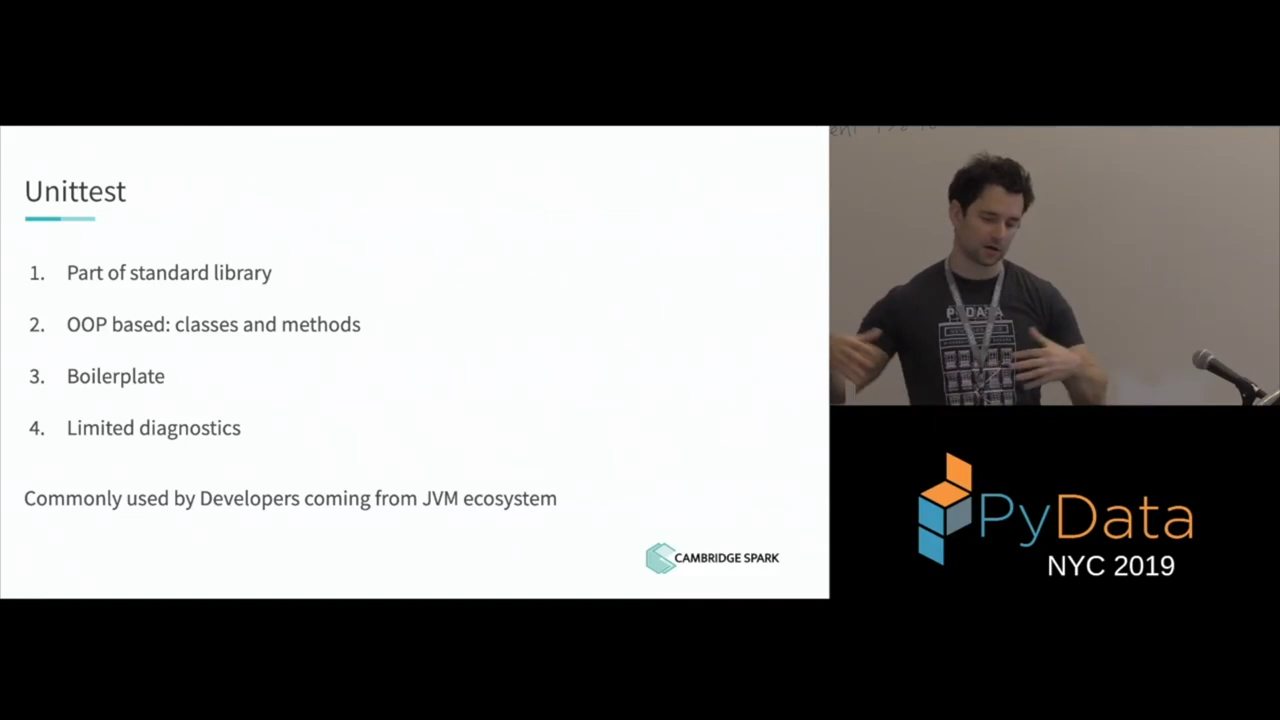 Unittest
1. Part of standard library
2. OOP based: classes and methods
3. Boilerplate
4. Limited diagnostics
Commonly used by Developers coming from JVM ecosystem
CAMBRIDGE SPARK
PYDATA
PyData
NYC 2019